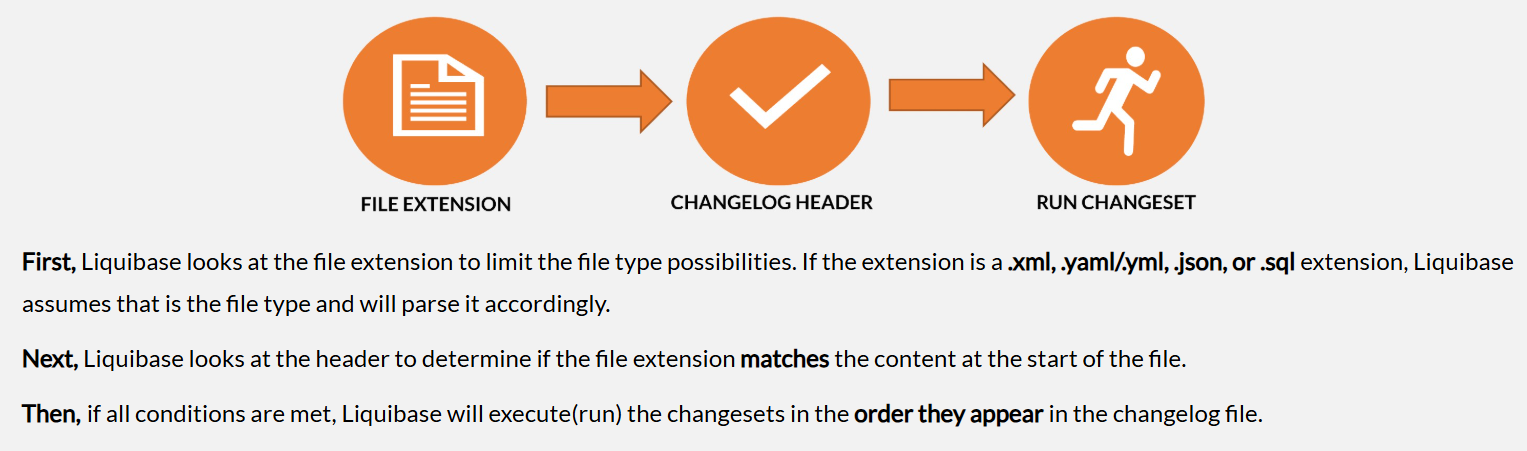 FILE EXTENSION
CHANGELOG HEADER
RUN CHANGESET
First, Liquibase looks at the file extension to limit the file type possibilities. If the extension is a .xml, .yaml/.yml, .json, or .sql extension, Liquibase
assumes that is the file type and will parse it accordingly.
Next, Liquibase looks at the header to determine if the file extension matches the content at the start of the file.
Then, if all conditions are met, Liquibase will execute(run) the changesets in the order they appear in the changelog file.